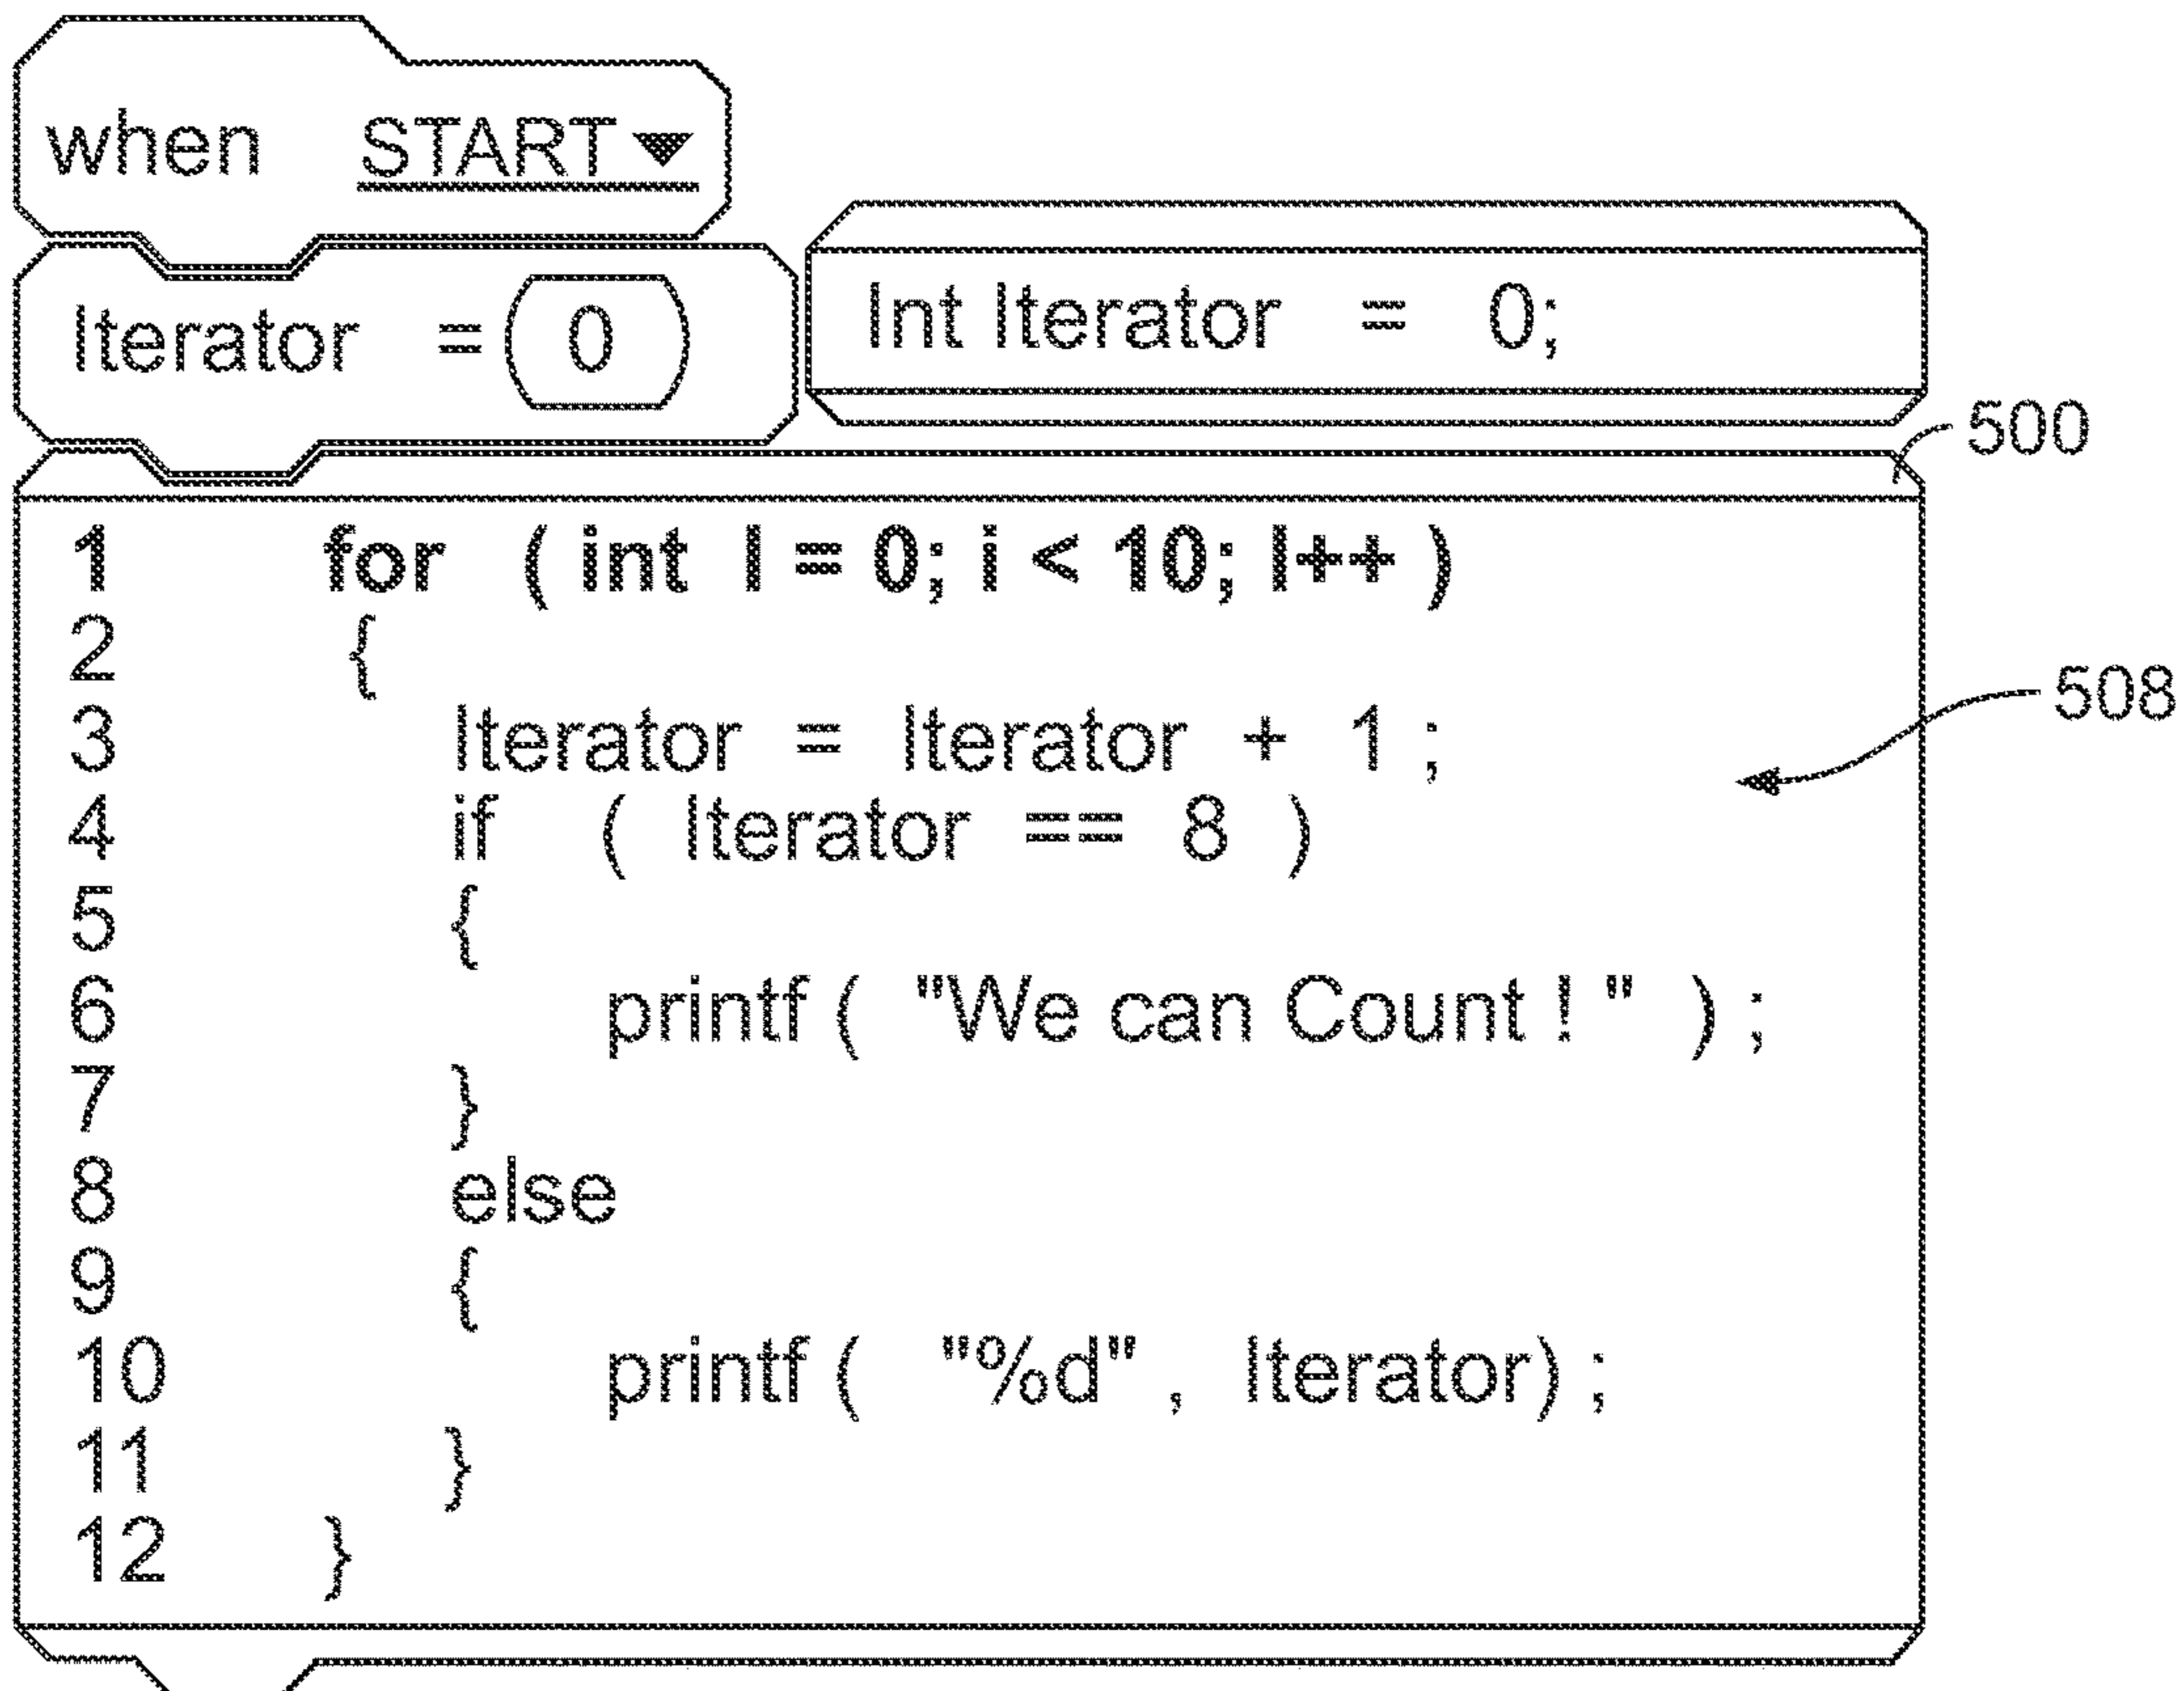 when START
Iterator = 0
Int Iterator = 0;
500
1 for ( int I = 0; i < 10; I++ )
2 {
3 Iterator = Iterator + 1 ;
508
4 if ( Iterator == 8 )
5 {
6 printf ( "We can Count ! " ) ;
7 }
8 else
9 {
10 printf ( "%d" , Iterator) ;
11 }
12 }